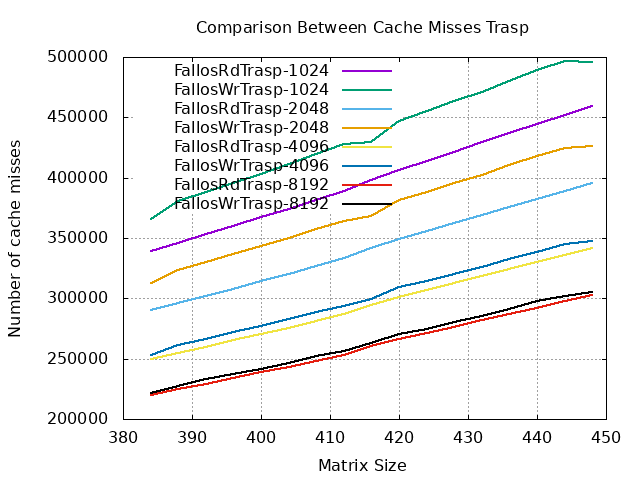 Comparison Between Cache Misses Trasp
500000
450000
400000
350000
300000
250000
200000
Number of cache misses
FallosRdTrasp-1024
FallosWrTrasp-1024
FallosRdTrasp-2048
FallosWrTrasp-2048
FallosRdTrasp-4096
FallosWrTrasp-4096
FallosRdTrasp-8192
FallosWrTrasp-8192
380 390 400 410 420 430 440 450
Matrix Size